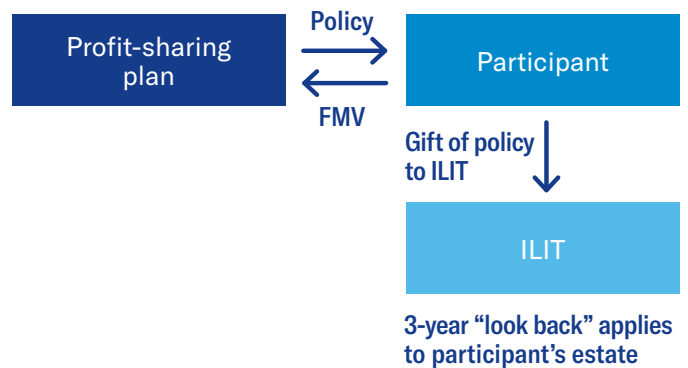 Profit-sharing
plan
Policy
FMV
Participant
Gift of policy
to ILIT
ILIT
3-year “look back” applies
to participant’s estate